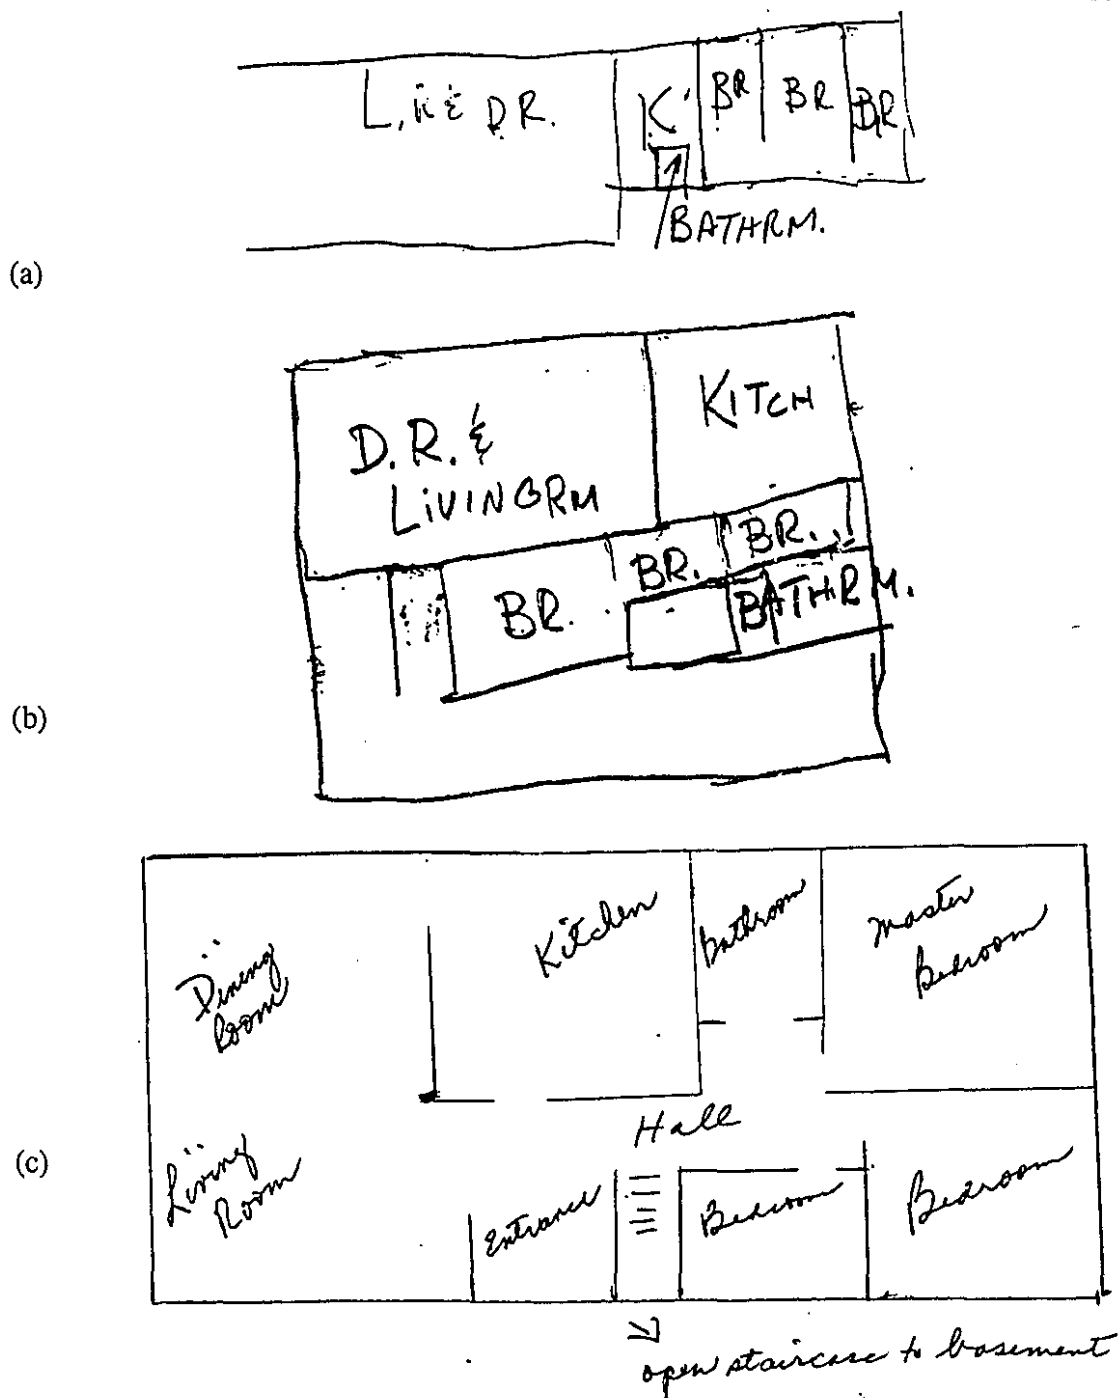 L.R & D.R.
K
BR
BR
BR
BATHRM.
(a)
KITCH
D.R. &
LIVINGRM
BR.
BR.
BR.
BATHRM.
(b)
Dining
Room
Kitchen
Bathroom
Master
Bedroom
Hall
(c)
Living
Room
Entrance
Bedroom
Bedroom
open staircase to basement